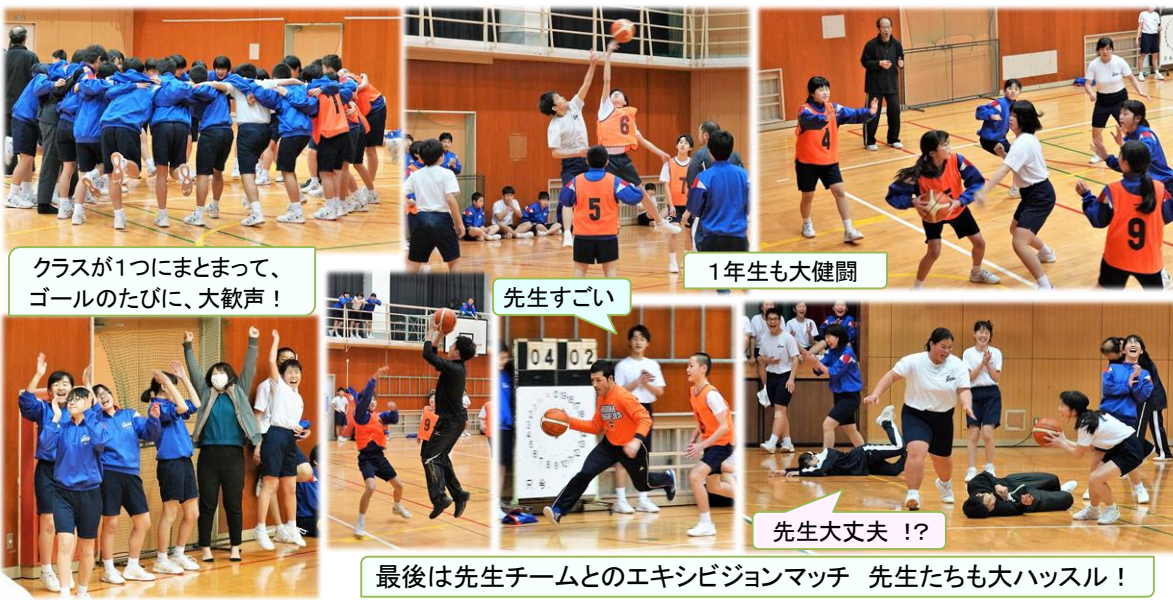 クラスが１つにまとまって、
ゴールのたびに、大歓声！
先生すごい
１年生も大健闘
先生大丈夫 !?
最後は先生チームとのエキシビジョンマッチ　先生たちも大ハッスル！
6
5
7
4
9
9
04 02